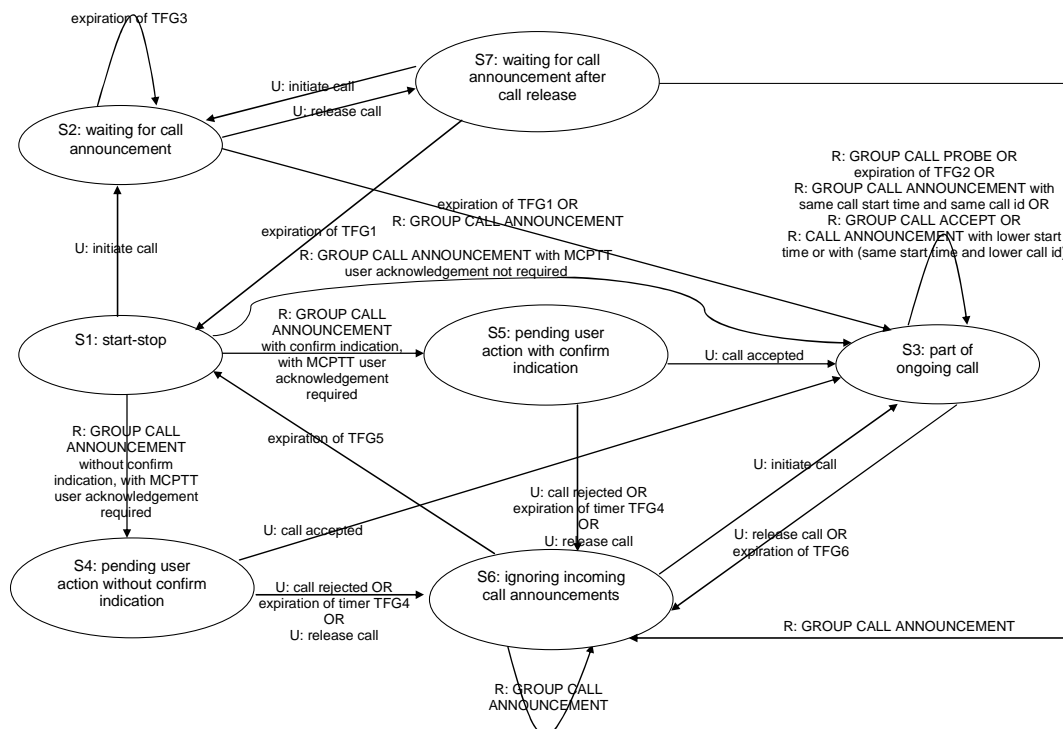 expiration of TFG3
S7: waiting for call
announcement after
call release
U: initiate call
U: release call
S2: waiting for call
announcement
R: GROUP CALL PROBE OR
expiration of TFG2 OR
R: GROUP CALL ANNOUNCEMENT with
same call start time and same call id OR
R: GROUP CALL ACCEPT OR
R: CALL ANNOUNCEMENT with lower start
time or with (same start time and lower call id)
expiration of TFG1 OR
R: GROUP CALL ANNOUNCEMENT
expiration of TFG1
U: initiate call
R: GROUP CALL ANNOUNCEMENT with MCPTT
user acknowledgement not required
S1: start-stop
R: GROUP CALL
ANNOUNCEMENT
with confirm indication,
with MCPTT user
acknowledgement
required
S5: pending user
action with confirm
indication
U: call accepted
S3: part of
ongoing call
R: GROUP CALL
ANNOUNCEMENT
without confirm
indication, with MCPTT
user acknowledgement
required
expiration of TFG5
U: initiate call
U: call rejected OR
expiration of timer TFG4
OR
U: release call
U: call accepted
U: release call OR
expiration of TFG6
S4: pending user
action without confirm
indication
U: call rejected OR
expiration of timer TFG4
OR
U: release call
S6: ignoring incoming
call announcements
R: GROUP CALL ANNOUNCEMENT
R: GROUP CALL
ANNOUNCEMENT